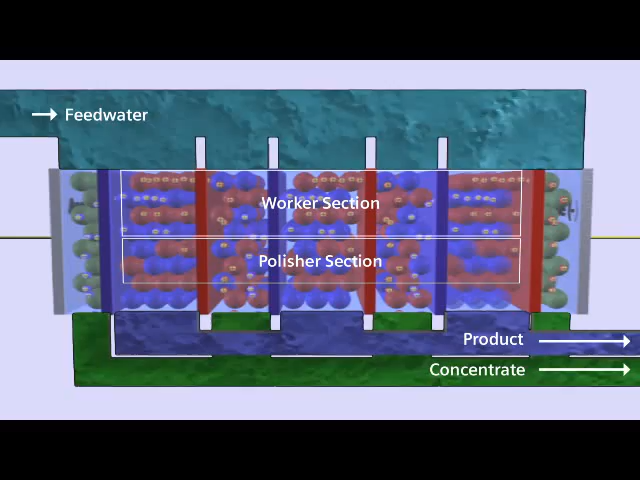 Feedwater
Worker Section
Polisher Section
Product
Concentrate